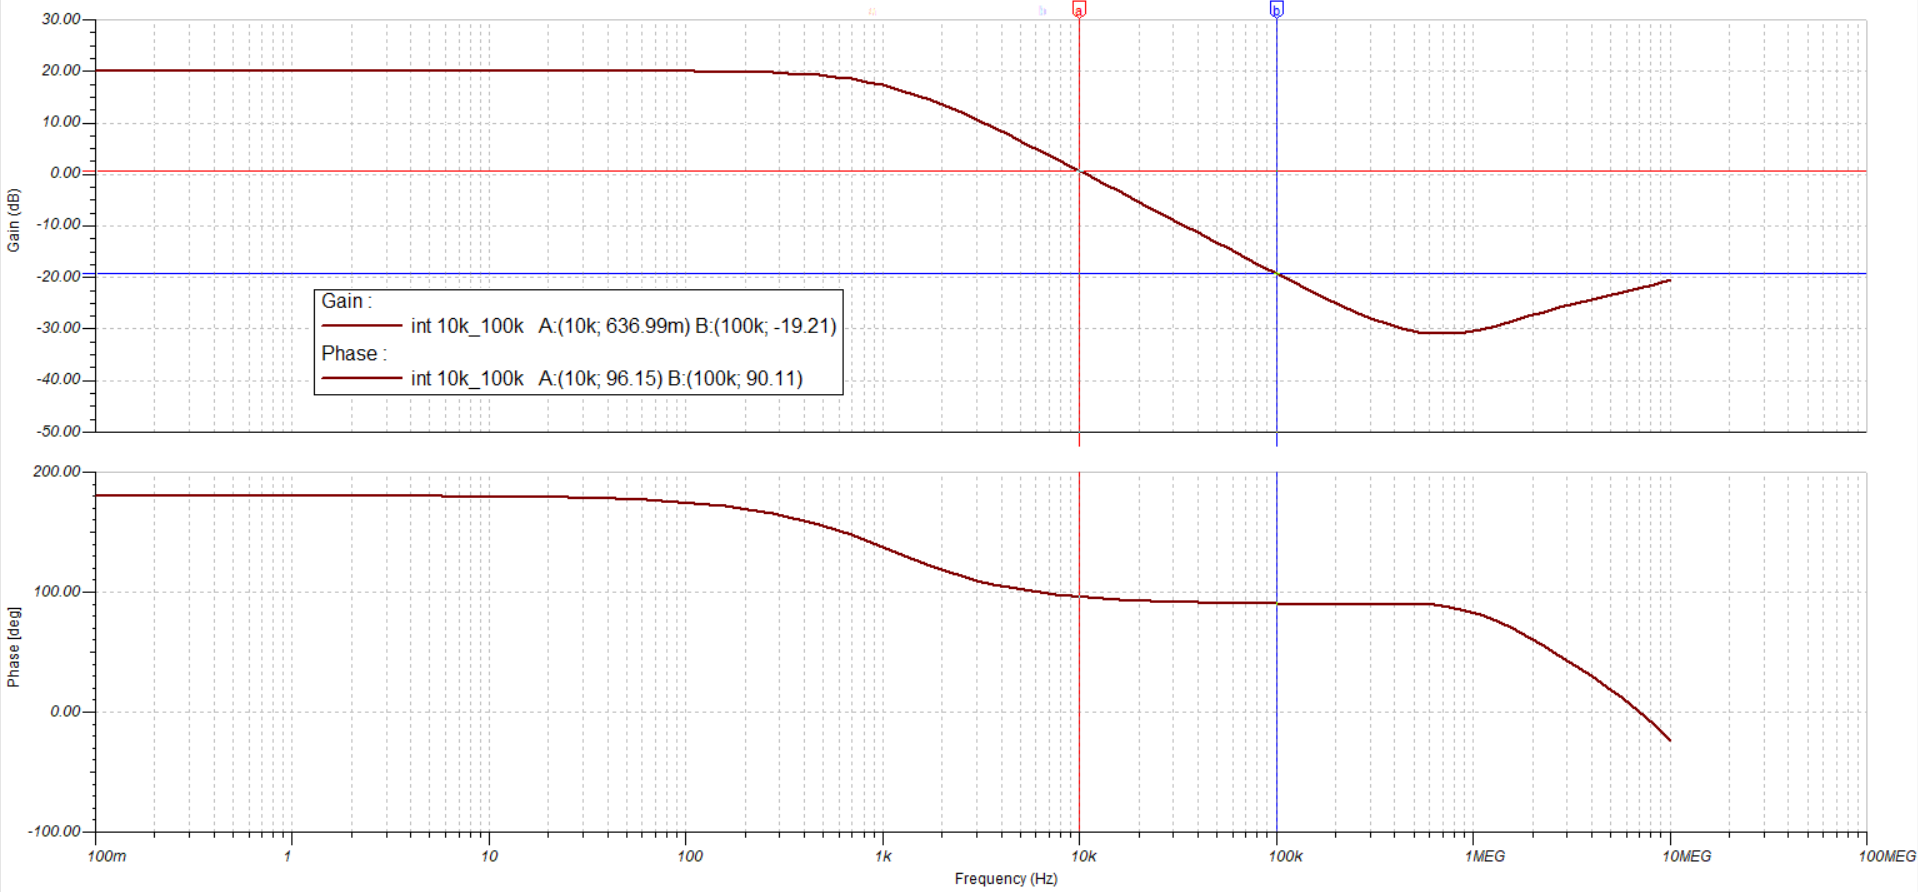 a b
30.00
20.00
10.00
0.00
-10.00
-20.00
-30.00
-40.00
-50.00
Gain (dB)
Gain :
int 10k_100k A:(10k; 636.99m) B:(100k; -19.21)
Phase :
int 10k_100k A:(10k; 96.15) B:(100k; 90.11)
200.00
100.00
0.00
-100.00
Phase [deg]
100m 1 10 100 1k 10k 100k 1MEG 10MEG 100MEG
Frequency (Hz)